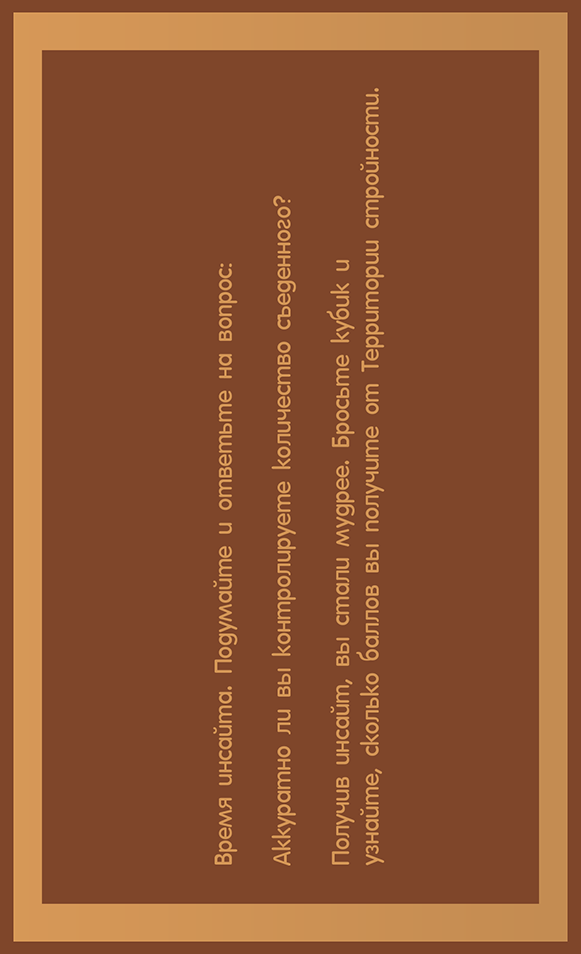 Время инсайта. Подумайте и ответьте на вопрос:
Аккуратно ли вы контролируете количество съеденного?
Получив инсайт, вы стали мудрее. Бросьте кубик и
узнайте, сколько баллов вы получите от Территории стройности.